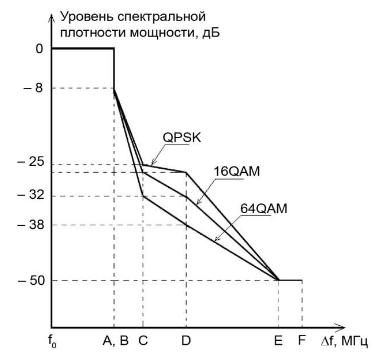 Уровень спектральной
плотности мощности, дБ
0
– 8
QPSK
– 25
16QAM
– 32
64QAM
– 38
– 50
f₀ A, B C D E F Δf, МГц